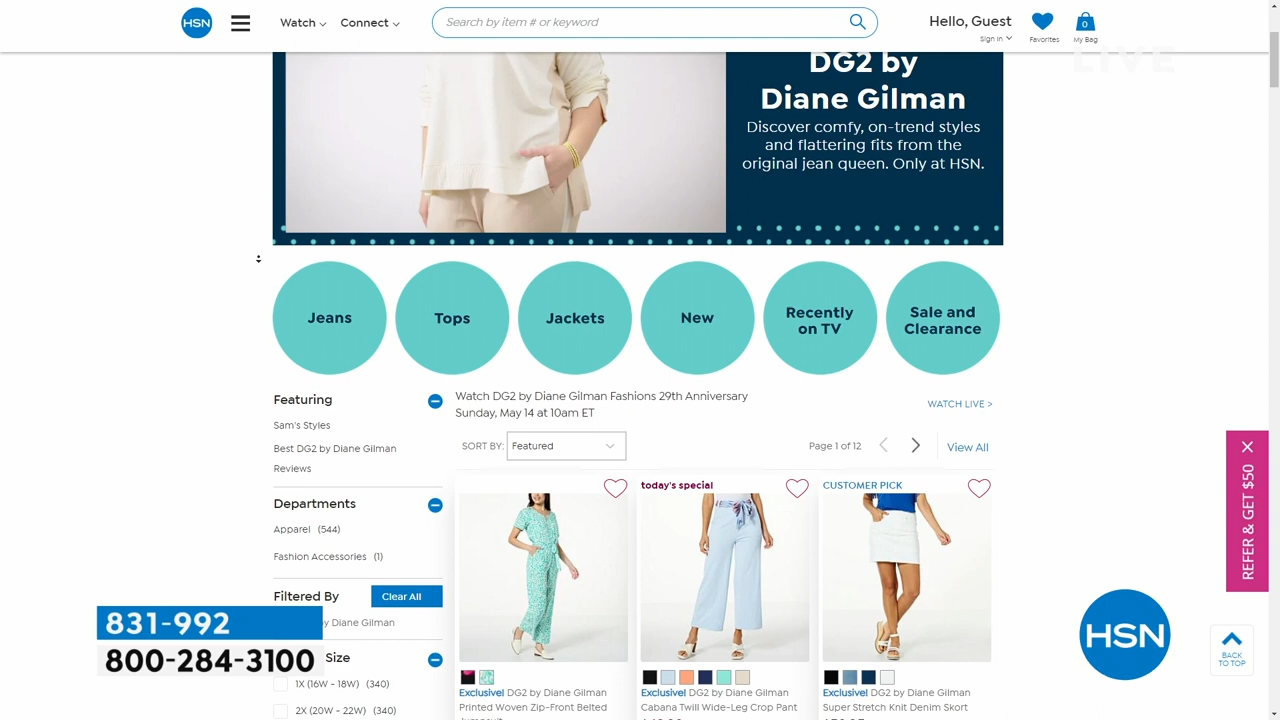 HSN
Watch
Connect
Search by item # or keyword
Hello, Guest
Sign In
Favorites
0
My Bag
LIVE
DG2 by
Diane Gilman
Discover comfy, on-trend styles
and flattering fits from the
original jean queen. Only at HSN.
Jeans
Tops
Jackets
New
Recently
on TV
Sale and
Clearance
Featuring
Sam's Styles
Best DG2 by Diane Gilman
Reviews
Watch DG2 by Diane Gilman Fashions 29th Anniversary
Sunday, May 14 at 10am ET
WATCH LIVE >
SORT BY: Featured
Page 1 of 12
View All
Departments
Apparel (544)
Fashion Accessories (1)
Filtered By
Clear All
by Diane Gilman
Size
1X (16W - 18W) (340)
2X (20W - 22W) (340)
today's special
CUSTOMER PICK
Exclusive! DG2 by Diane Gilman
Printed Woven Zip-Front Belted
Exclusive! DG2 by Diane Gilman
Cabana Twill Wide-Leg Crop Pant
Exclusive! DG2 by Diane Gilman
Super Stretch Knit Denim Skort
831-992
800-284-3100
REFER & GET $50
HSN
BACK
TO TOP